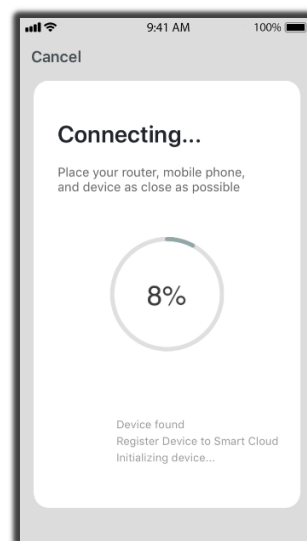 9:41 AM 100%
Cancel
Connecting...
Place your router, mobile phone,
and device as close as possible
8%
Device found
Register Device to Smart Cloud
Initializing device...